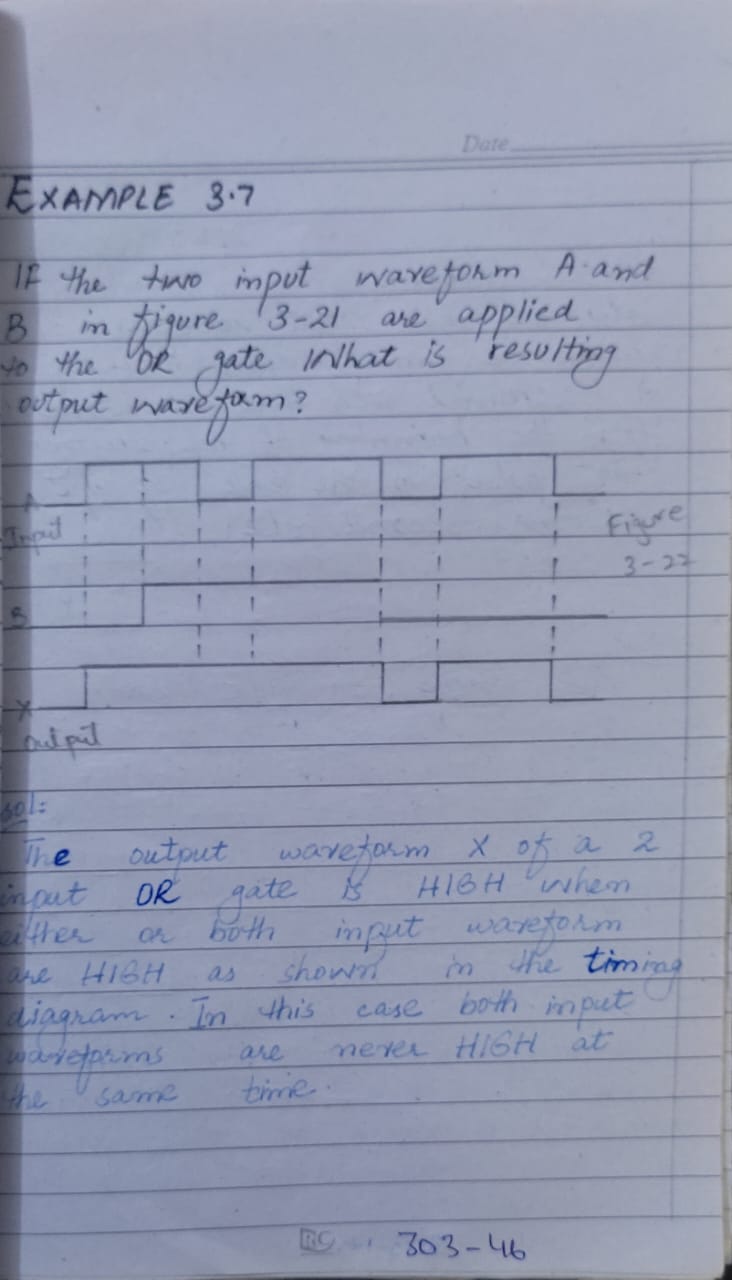 Date
EXAMPLE 3.7
IF the two input waveform A and
B in figure 3-21 are applied
to the OR gate What is resulting
output waveform?
A
Input
Figure
3-22
B
X
output
sol:
The output waveform X of a 2
input OR gate is HIGH when
either or both input waveform
are HIGH as shown in the timing
diagram. In this case both input
waveforms are never HIGH at
the same time.
RC
303-46